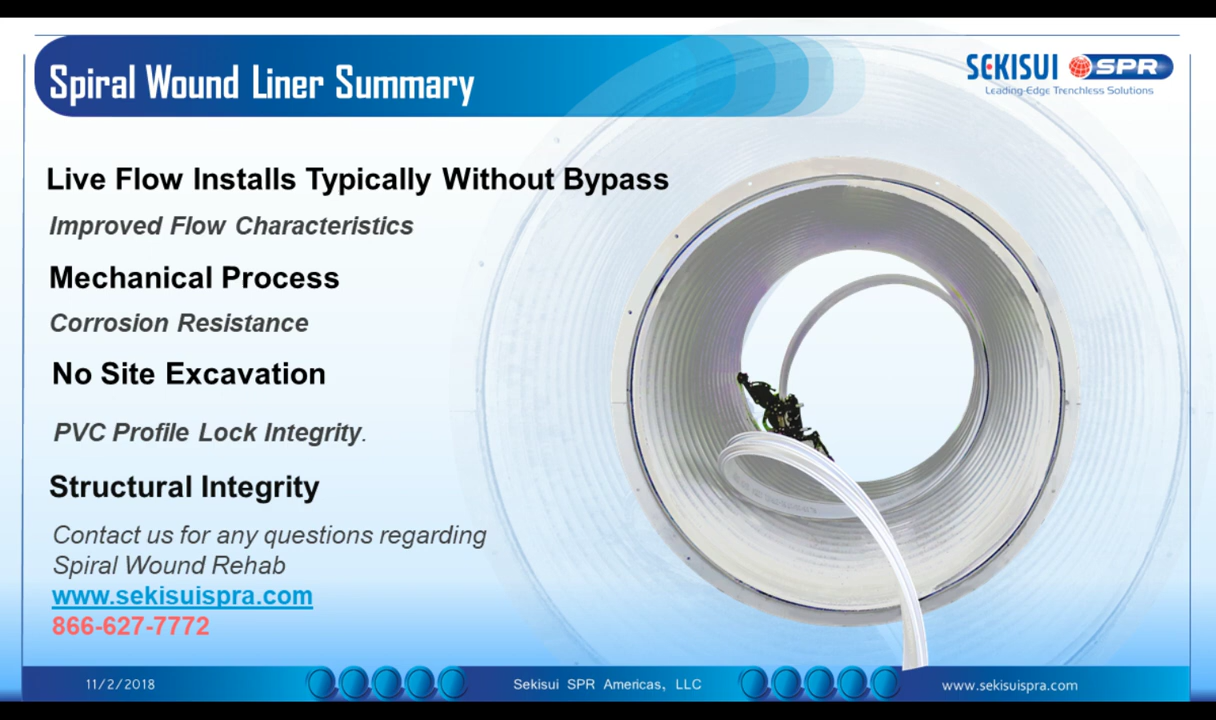 Spiral Wound Liner Summary
SEKISUI SPR
Leading-Edge Trenchless Solutions
Live Flow Installs Typically Without Bypass
Improved Flow Characteristics
Mechanical Process
Corrosion Resistance
No Site Excavation
PVC Profile Lock Integrity.
Structural Integrity
Contact us for any questions regarding
Spiral Wound Rehab
www.sekisuispra.com
866-627-7772
11/2/2018
Sekisui SPR Americas, LLC
www.sekisuispra.com